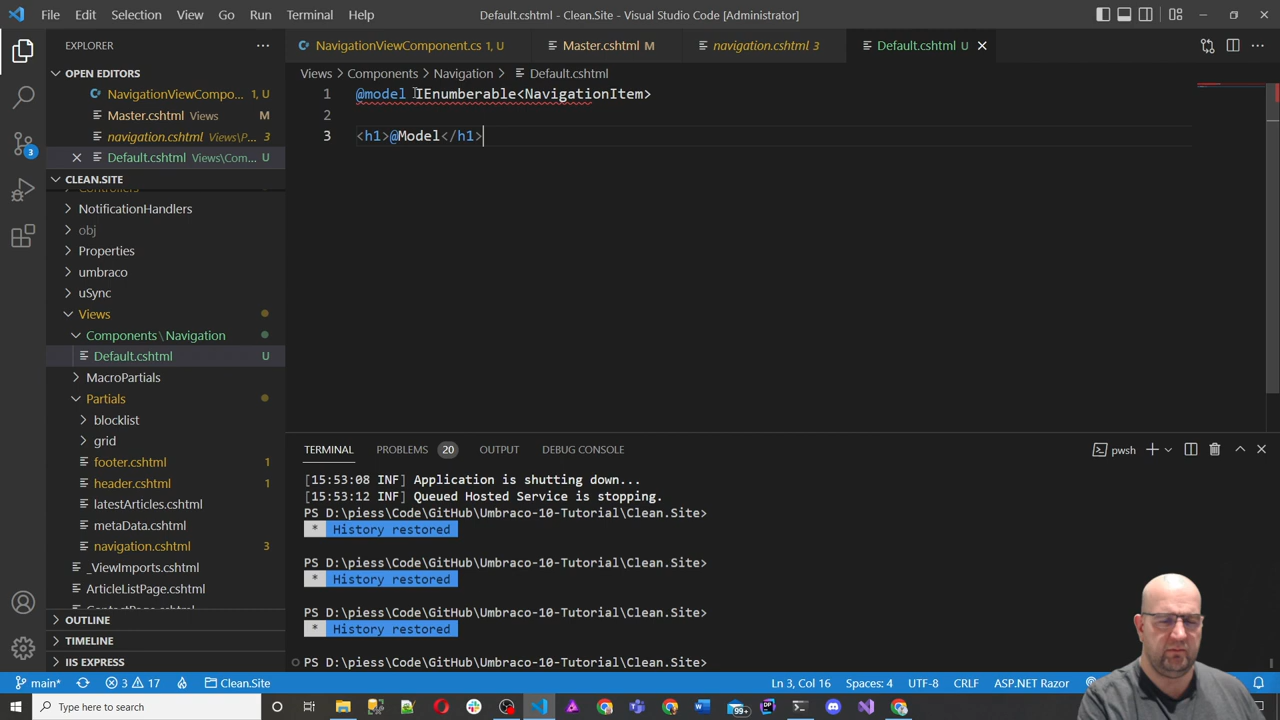 File Edit Selection View Go Run Terminal Help
Default.cshtml - Clean.Site - Visual Studio Code [Administrator]
EXPLORER
NavigationViewComponent.cs 1, U
Master.cshtml M
navigation.cshtml 3
Default.cshtml U
OPEN EDITORS
NavigationViewCompo... 1, U
Master.cshtml Views M
navigation.cshtml Views\P... 3
Default.cshtml Views\Com... U
CLEAN.SITE
Controllers
NotificationHandlers
obj
Properties
umbraco
uSync
Views
Components\Navigation
Default.cshtml U
MacroPartials
Partials
blocklist
grid
footer.cshtml 1
header.cshtml 1
latestArticles.cshtml
metaData.cshtml
navigation.cshtml 3
_ViewImports.cshtml
ArticleListPage.cshtml
ContactPage.cshtml
OUTLINE
TIMELINE
IIS EXPRESS
Views > Components > Navigation > Default.cshtml
1 @model IEnumberable<NavigationItem>
2
3 <h1>@Model</h1>
TERMINAL PROBLEMS 20 OUTPUT DEBUG CONSOLE
pwsh
[15:53:08 INF] Application is shutting down...
[15:53:12 INF] Queued Hosted Service is stopping.
PS D:\piess\Code\GitHub\Umbraco-10-Tutorial\Clean.Site>
* History restored
PS D:\piess\Code\GitHub\Umbraco-10-Tutorial\Clean.Site>
* History restored
PS D:\piess\Code\GitHub\Umbraco-10-Tutorial\Clean.Site>
* History restored
PS D:\piess\Code\GitHub\Umbraco-10-Tutorial\Clean.Site>
3
main* 3 17 Clean.Site
Ln 3, Col 16 Spaces: 4 UTF-8 CRLF ASP.NET Razor
Type here to search
99+